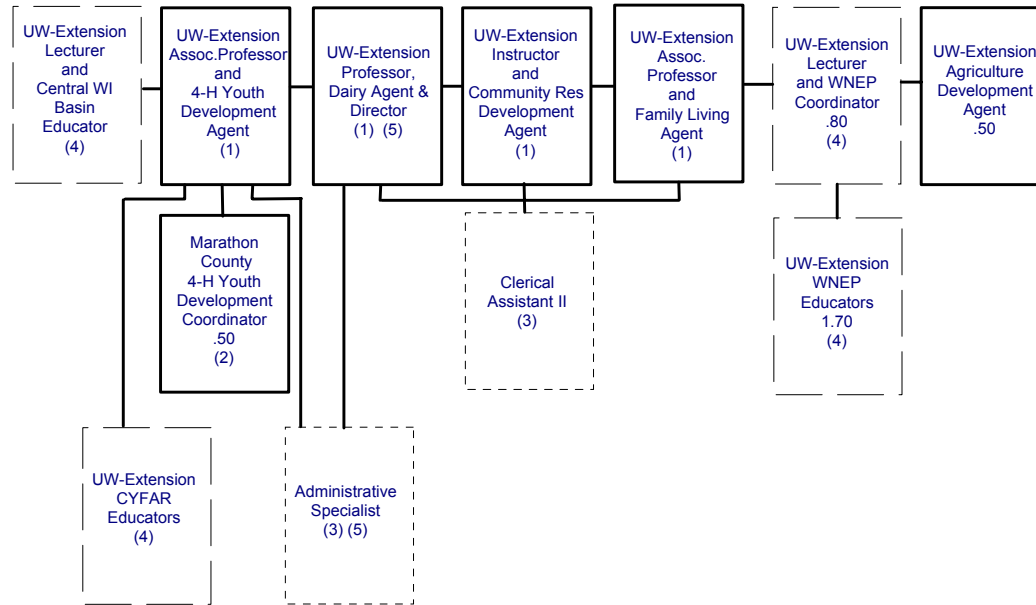 UW-Extension
Lecturer
and
Central WI
Basin
Educator
(4)
UW-Extension
Assoc.Professor
and
4-H Youth
Development
Agent
(1)
UW-Extension
Professor,
Dairy Agent &
Director
(1) (5)
UW-Extension
Instructor
and
Community Res
Development
Agent
(1)
UW-Extension
Assoc.
Professor
and
Family Living
Agent
(1)
UW-Extension
Lecturer
and WNEP
Coordinator
.80
(4)
UW-Extension
Agriculture
Development
Agent
.50
Marathon
County
4-H Youth
Development
Coordinator
.50
(2)
Clerical
Assistant II
(3)
UW-Extension
WNEP
Educators
1.70
(4)
UW-Extension
CYFAR
Educators
(4)
Administrative
Specialist
(3) (5)